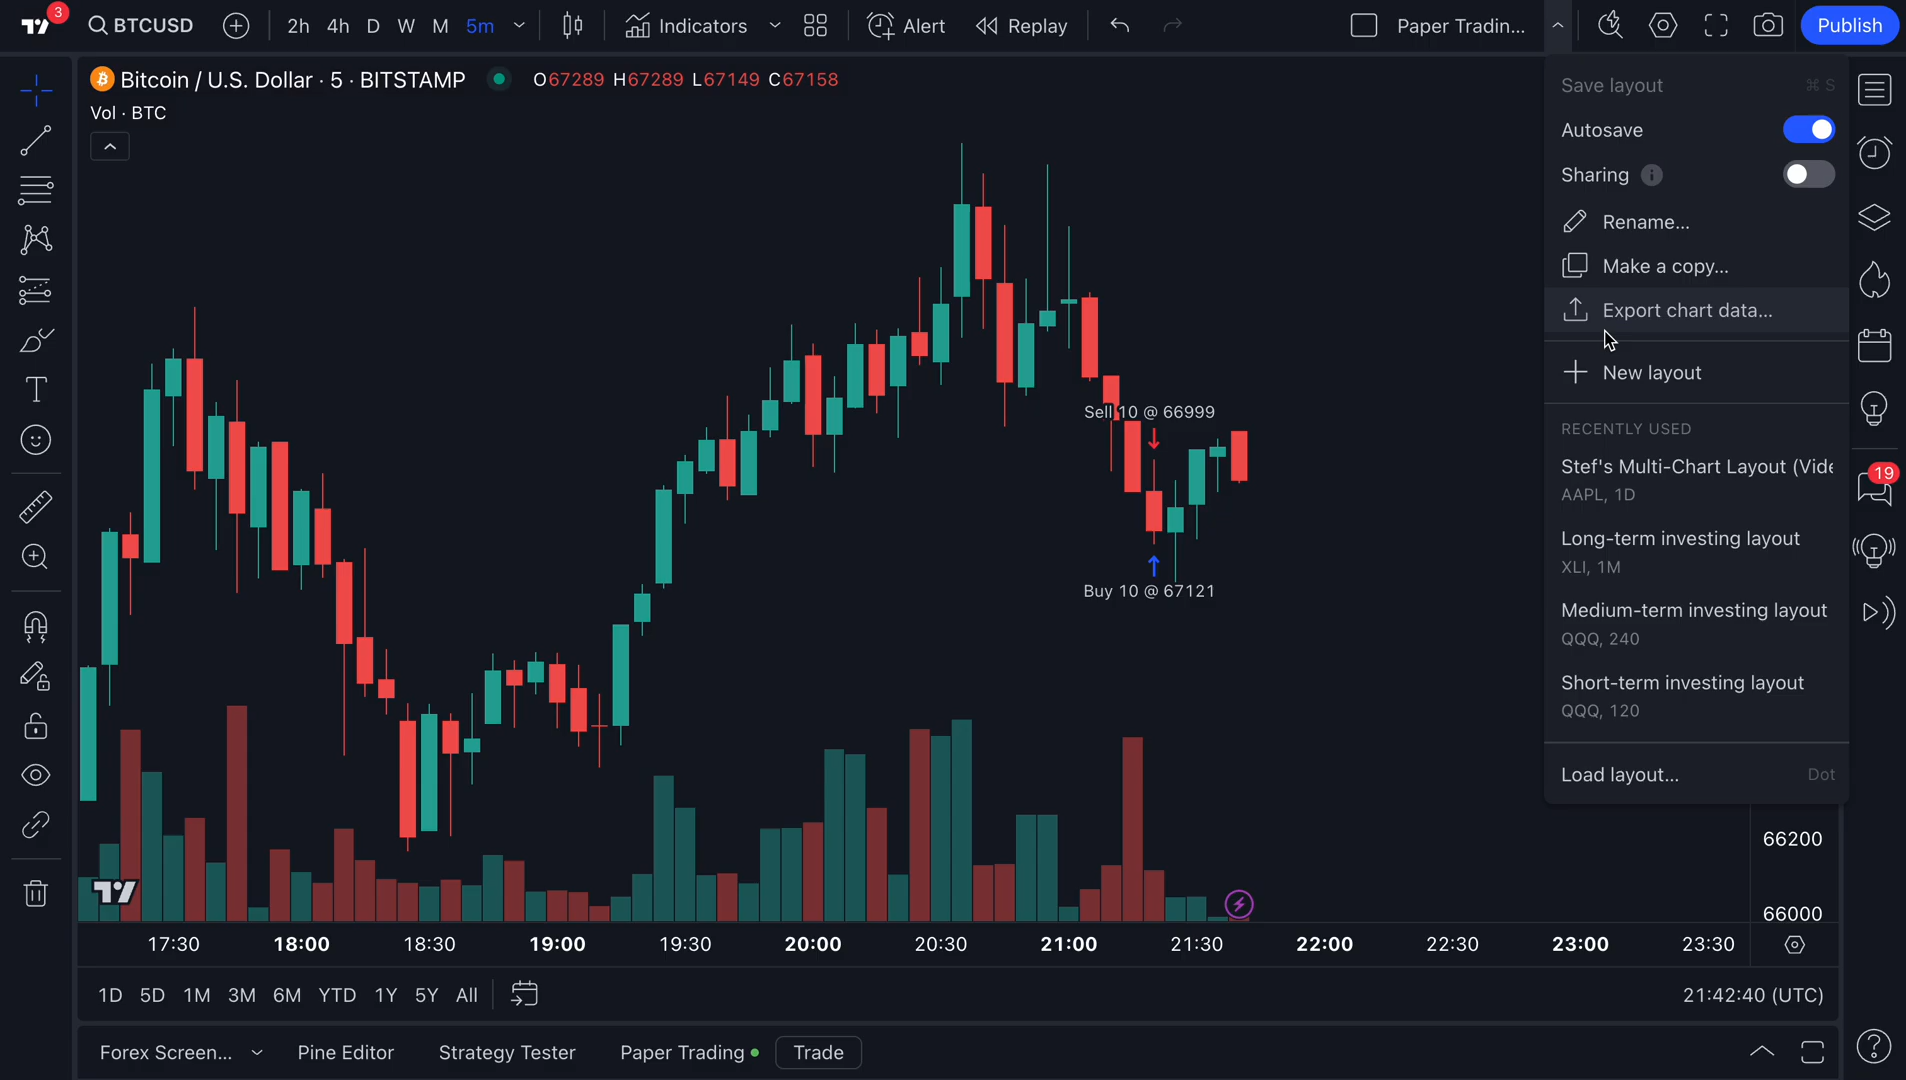 3
BTCUSD
2h 4h D W M 5m
Indicators
Alert
Replay
Paper Tradin...
Publish
Bitcoin / U.S. Dollar · 5 · BITSTAMP
O67289 H67289 L67149 C67158
Vol · BTC
Save layout ⌘ S
Autosave
Sharing
Rename...
Make a copy...
Export chart data...
New layout
RECENTLY USED
Stef's Multi-Chart Layout (Vide
AAPL, 1D
Long-term investing layout
XLI, 1M
Medium-term investing layout
QQQ, 240
Short-term investing layout
QQQ, 120
Load layout... Dot
19
Sell 10 @ 66999
Buy 10 @ 67121
66200
66000
17:30 18:00 18:30 19:00 19:30 20:00 20:30 21:00 21:30 22:00 22:30 23:00 23:30
1D 5D 1M 3M 6M YTD 1Y 5Y All
21:42:40 (UTC)
Forex Screen...
Pine Editor
Strategy Tester
Paper Trading
Trade